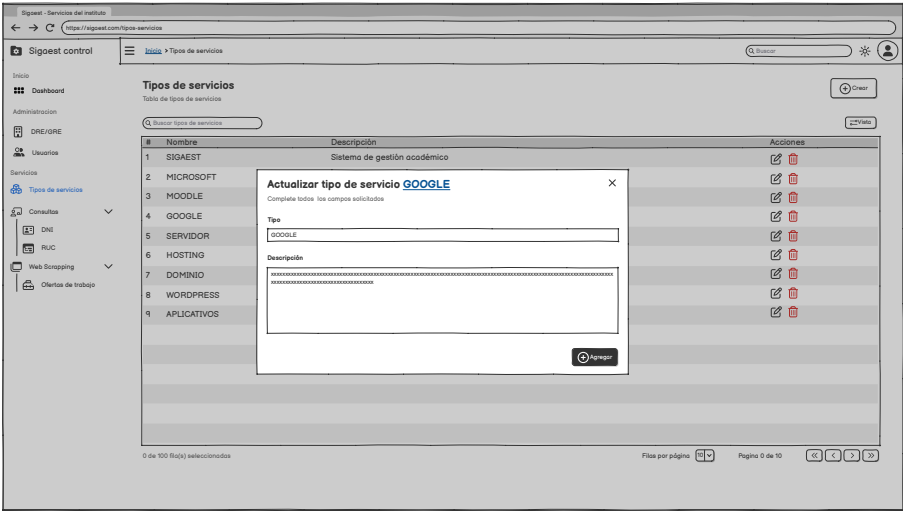 Sigaest - Servicios del instituto
https://sigaest.com/tipos-servicios
Sigaest control
Inicio > Tipos de servicios
Buscar
Inicio
Dashboard
Administracion
DRE/GRE
Usuarios
Servicios
Tipos de servicios
Consultas
DNI
RUC
Web Scrapping
Ofertas de trabajo
Tipos de servicios
Tabla de tipos de servicios
Crear
Buscar tipos de servicios
Vista
# Nombre Descripción Acciones
1 SIGAEST Sistema de gestión académico
2 MICROSOFT
3 MOODLE
4 GOOGLE
5 SERVIDOR
6 HOSTING
7 DOMINIO
8 WORDPRESS
9 APLICATIVOS
Actualizar tipo de servicio GOOGLE
Complete todos los campos solicitados
Tipo
GOOGLE
Descripción
Agregar
0 de 100 fila(s) seleccionadas
Filas por página 10
Pagina 0 de 10